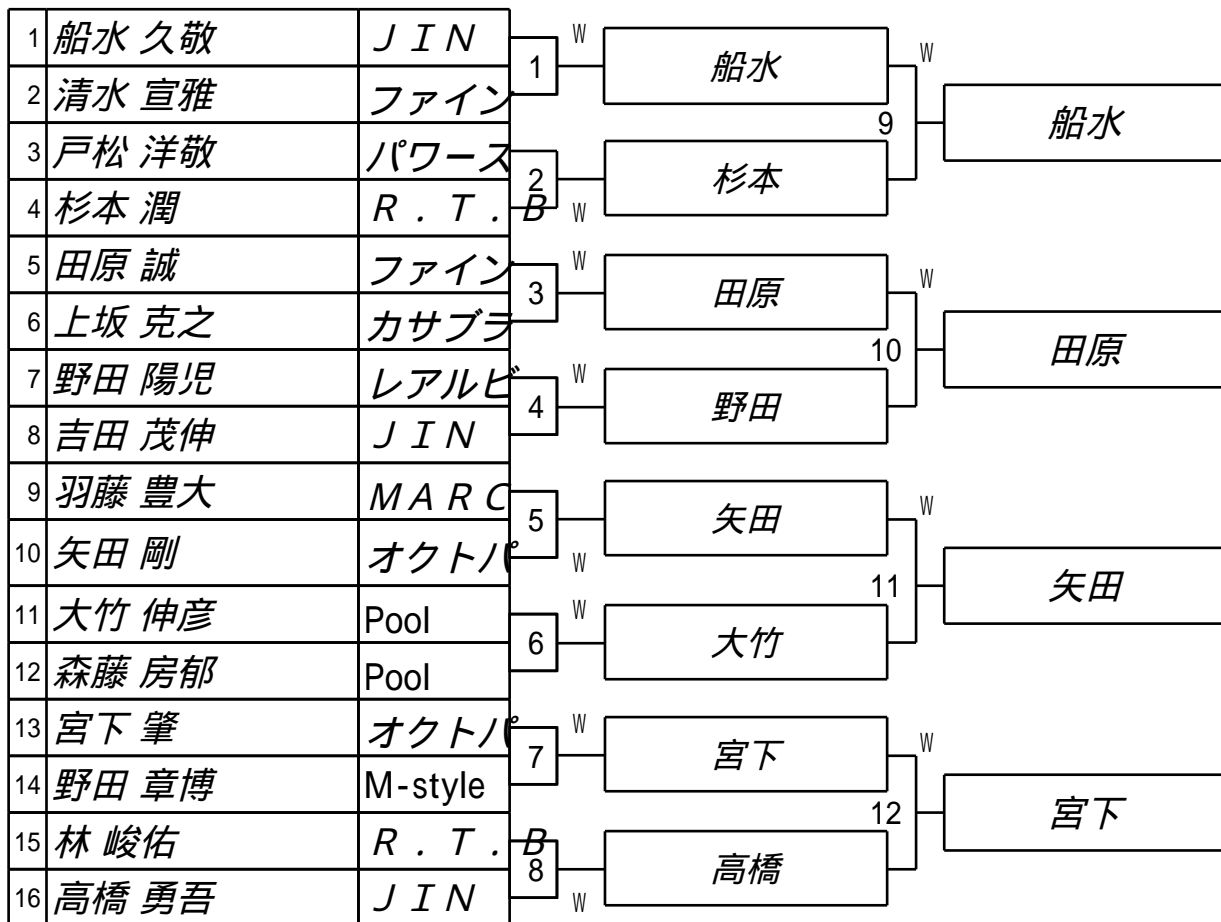 1 船水 久敬 ＪＩＮ
2 清水 宣雅 ファイン
3 戸松 洋敬 パワース
4 杉本 潤 Ｒ．Ｔ．Ｂ
5 田原 誠 ファイン
6 上坂 克之 カサブラ
7 野田 陽児 レアルビ
8 吉田 茂伸 ＪＩＮ
9 羽藤 豊大 ＭＡＲＣ
10 矢田 剛 オクトパ
11 大竹 伸彦 Pool
12 森藤 房郁 Pool
13 宮下 肇 オクトパ
14 野田 章博 M-style
15 林 峻佑 Ｒ．Ｔ．Ｂ
16 高橋 勇吾 ＪＩＮ
1 W
2 W
3 W
4 W
5 W
6 W
7 W
8 W
船水 W
杉本
9
田原 W
野田
10
矢田 W
大竹
11
宮下 W
高橋
12
船水
田原
矢田
宮下